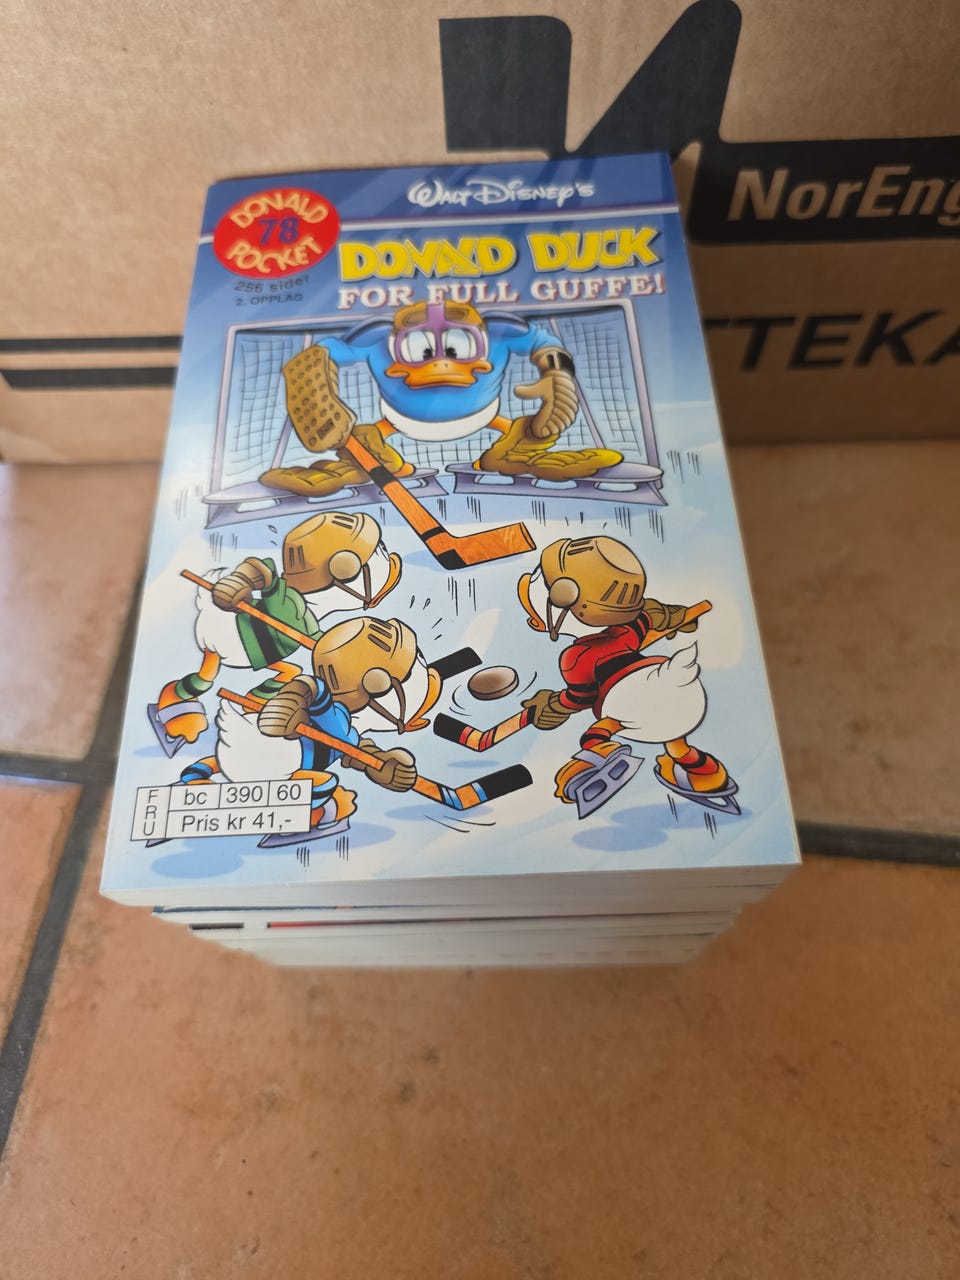 NorEng
TTEKA
WALT DISNEY'S
DONALD
78
POCKET
256 sider
2. OPPLAG
DONALD DUCK
FOR FULL GUFFE!
FRU
bc 390 60
Pris kr 41,-